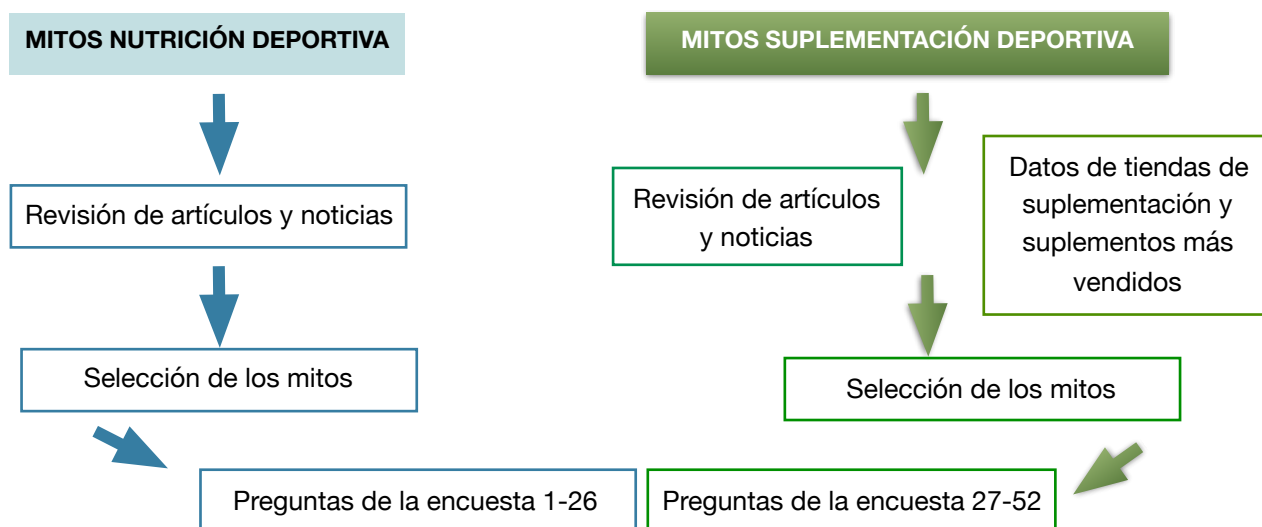 MITOS NUTRICIÓN DEPORTIVA
Revisión de artículos y noticias
Selección de los mitos
Preguntas de la encuesta 1-26
MITOS SUPLEMENTACIÓN DEPORTIVA
Revisión de artículos
y noticias
Datos de tiendas de
suplementación y
suplementos más
vendidos
Selección de los mitos
Preguntas de la encuesta 27-52